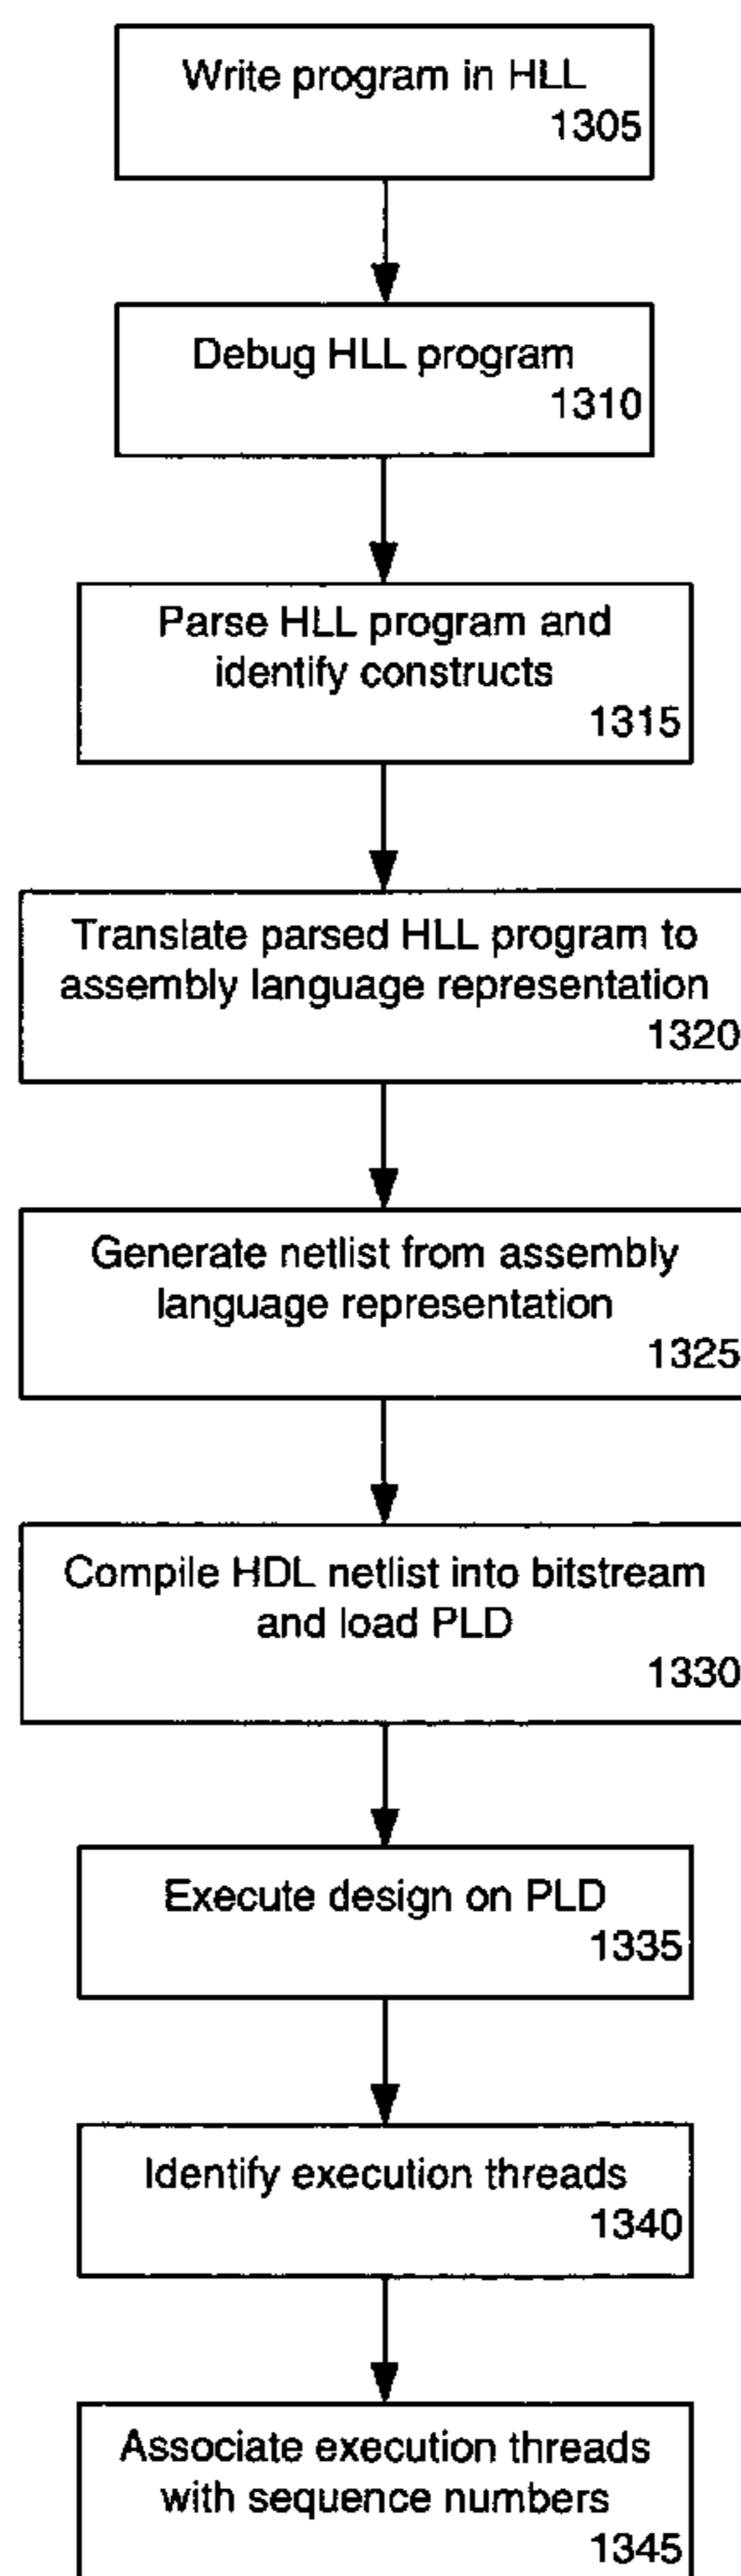 Write program in HLL
1305
Debug HLL program
1310
Parse HLL program and
identify constructs
1315
Translate parsed HLL program to
assembly language representation
1320
Generate netlist from assembly
language representation
1325
Compile HDL netlist into bitstream
and load PLD
1330
Execute design on PLD
1335
Identify execution threads
1340
Associate execution threads
with sequence numbers
1345